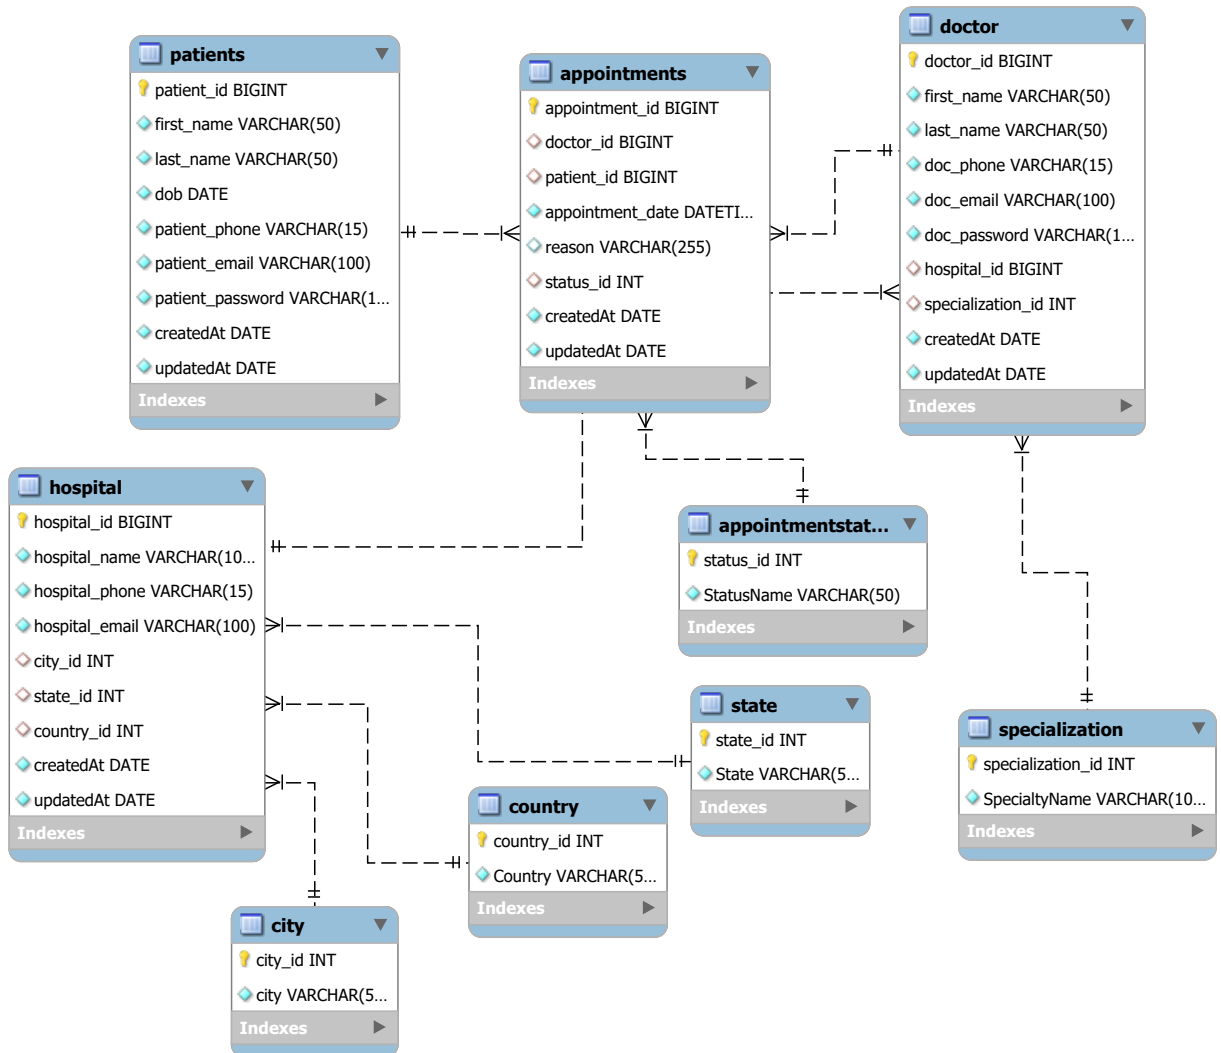 patients
patient_id BIGINT
first_name VARCHAR(50)
last_name VARCHAR(50)
dob DATE
patient_phone VARCHAR(15)
patient_email VARCHAR(100)
patient_password VARCHAR(1...
createdAt DATE
updatedAt DATE
Indexes
appointments
appointment_id BIGINT
doctor_id BIGINT
patient_id BIGINT
appointment_date DATETI...
reason VARCHAR(255)
status_id INT
createdAt DATE
updatedAt DATE
Indexes
doctor
doctor_id BIGINT
first_name VARCHAR(50)
last_name VARCHAR(50)
doc_phone VARCHAR(15)
doc_email VARCHAR(100)
doc_password VARCHAR(1...
hospital_id BIGINT
specialization_id INT
createdAt DATE
updatedAt DATE
Indexes
hospital
hospital_id BIGINT
hospital_name VARCHAR(10...
hospital_phone VARCHAR(15)
hospital_email VARCHAR(100)
city_id INT
state_id INT
country_id INT
createdAt DATE
updatedAt DATE
Indexes
appointmentstat...
status_id INT
StatusName VARCHAR(50)
Indexes
state
state_id INT
State VARCHAR(5...
Indexes
specialization
specialization_id INT
SpecialtyName VARCHAR(10...
Indexes
country
country_id INT
Country VARCHAR(5...
Indexes
city
city_id INT
city VARCHAR(5...
Indexes